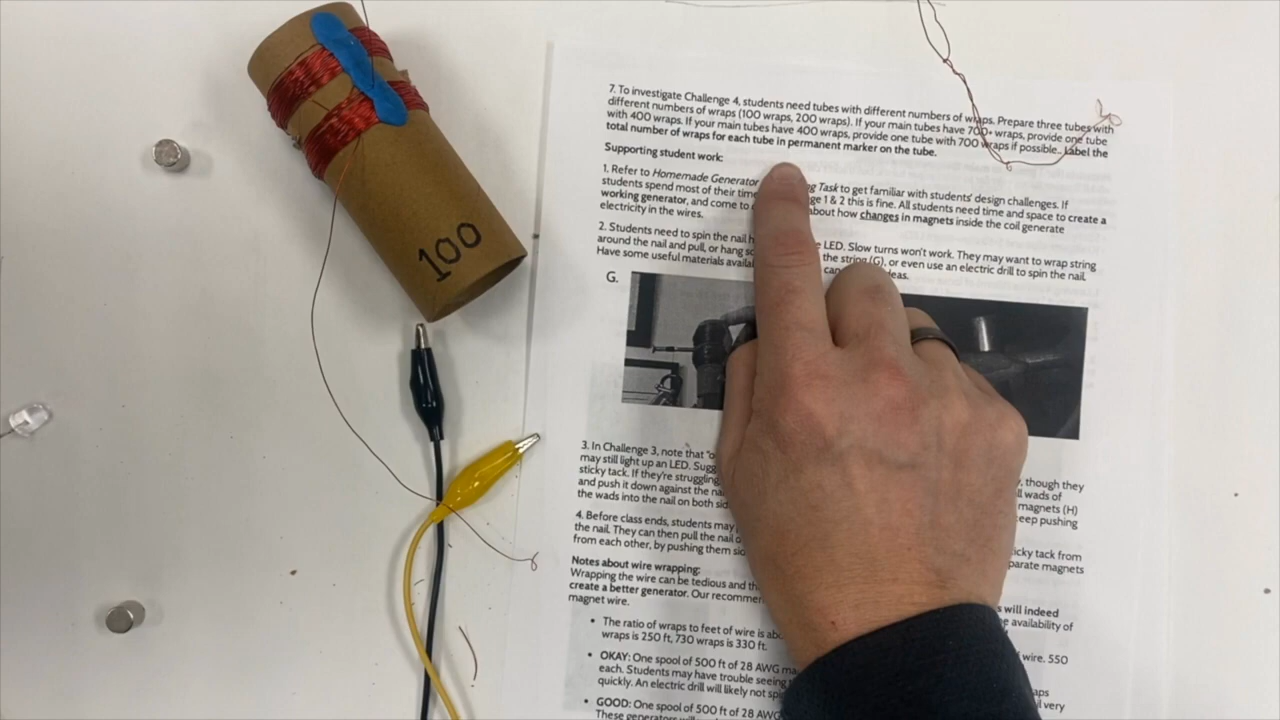 100
7. To investigate Challenge 4, students need tubes with different numbers of wraps. Prepare three tubes with
different numbers of wraps (100 wraps, 200 wraps). If your main tubes have 700+ wraps, provide one tube
with 400 wraps. If your main tubes have 400 wraps, provide one tube with 700 wraps if possible.. Label the
total number of wraps for each tube in permanent marker on the tube.
Supporting student work:
1. Refer to Homemade Generator Task to get familiar with students' design challenges. If
students spend most of their time 1 & 2 this is fine. All students need time and space to create a
working generator, and come to about how changes in magnets inside the coil generate
electricity in the wires.
2. Students need to spin the nail LED. Slow turns won't work. They may want to wrap string
around the nail and pull, or hang the string (G), or even use an electric drill to spin the nail.
Have some useful materials
G.
3. In Challenge 3, note that though they
may still light up an LED. wads of
sticky tack. If they're struggling, magnets (H)
and push it down against the pushing
the wads into the nail on both
4. Before class ends, students may tack from
the nail. They can then pull the nail magnets
from each other, by pushing them
Notes about wire wrapping:
Wrapping the wire can be tedious and will indeed
create a better generator. Our availability of
magnet wire.
• The ratio of wraps to feet of wire is wire. 550
wraps is 250 ft, 730 wraps is 330 ft.
• OKAY: One spool of 500 ft of 28 AWG
each. Students may have trouble seeing very
quickly. An electric drill will likely not
• GOOD: One spool of 500 ft of 28 AWG
These generators will